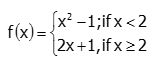 f(x)={x² −1; if x < 2
2x+1, if x ≥ 2